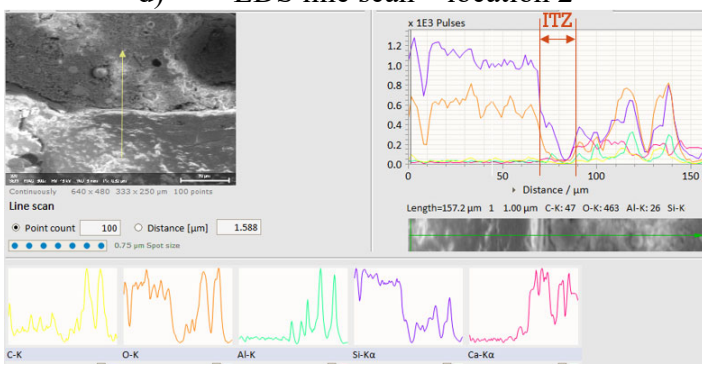 d) EDS line scan – location 2
x 1E3 Pulses
ITZ
1.2
1.0
0.8
0.6
0.4
0.2
0.0
0 50 100 150
Distance / µm
Continuously 640 x 480 333 x 250 µm 100 points
Line scan
Point count 100 Distance [µm] 1.588
0.75 µm Spot size
Length=157.2 µm 1 1.00 µm C-K: 47 O-K: 463 Al-K: 26 Si-K
C-K O-K Al-K Si-Kα Ca-Kα